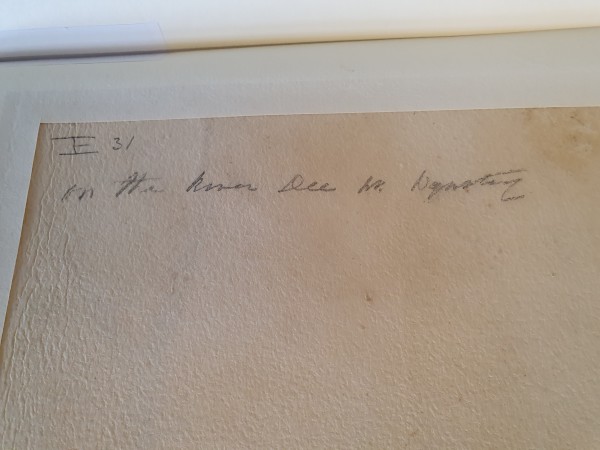 E 31
on the River Dee Nr.